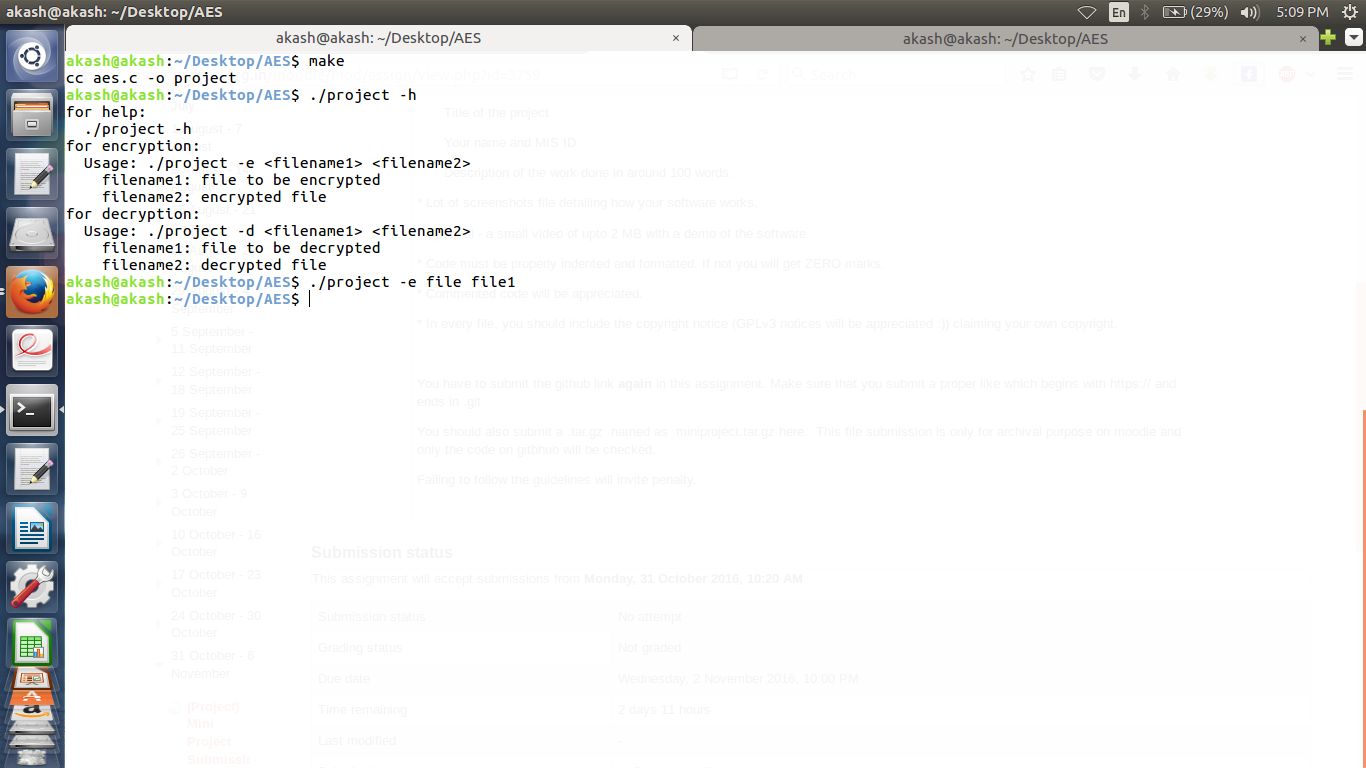 akash@akash: ~/Desktop/AES
En
(29%)
5:09 PM
akash@akash: ~/Desktop/AES ×
akash@akash: ~/Desktop/AES ×
akash@akash:~/Desktop/AES$ make
cc aes.c -o project
akash@akash:~/Desktop/AES$ ./project -h
for help:
  ./project -h
for encryption:
  Usage: ./project -e <filename1> <filename2>
    filename1: file to be encrypted
    filename2: encrypted file
for decryption:
  Usage: ./project -d <filename1> <filename2>
    filename1: file to be decrypted
    filename2: decrypted file
akash@akash:~/Desktop/AES$ ./project -e file file1
akash@akash:~/Desktop/AES$
Search
Title of the project
Your name and MIS ID
Description of the work done in around 100 words
* Lot of screenshots file detailing how your software works.
- a small video of upto 2 MB with a demo of the software
* Code must be properly indented and formatted. If not you will get ZERO marks
* Commented code will be appreciated.
* In every file, you should include the copyright notice (GPLv3 notices will be appreciated :)) claiming your own copyright.
You have to submit the github link again in this assignment. Make sure that you submit a proper like which begins with https:// and
ends in .git
You should also submit a .tar.gz named as miniproject.tar.gz here. This file submission is only for archival purpose on moodle and
only the code on gitbhub will be checked.
Failing to follow the guidelines will invite penalty.
September
5 September -
11 September
12 September -
18 September
19 September -
25 September
26 September -
2 October
3 October - 9
October
10 October - 16
October
17 October - 23
October
24 October - 30
October
31 October - 6
November
(Project)
Mini
Project
Submissu
Submission status
This assignment will accept submissions from Monday, 31 October 2016, 10:20 AM
Submission status No attempt
Grading status Not graded
Due date Wednesday, 2 November 2016, 10:00 PM
Time remaining 2 days 11 hours
Last modified -